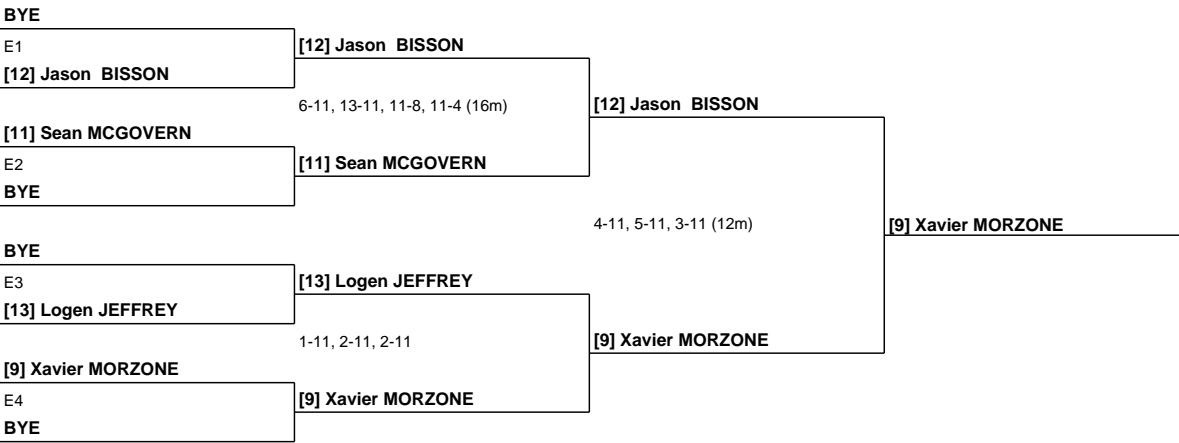 BYE
E1
[12] Jason BISSON
[12] Jason BISSON
6-11, 13-11, 11-8, 11-4 (16m)
[12] Jason BISSON
[11] Sean MCGOVERN
E2
[11] Sean MCGOVERN
BYE
4-11, 5-11, 3-11 (12m)
[9] Xavier MORZONE
BYE
E3
[13] Logen JEFFREY
[13] Logen JEFFREY
1-11, 2-11, 2-11
[9] Xavier MORZONE
[9] Xavier MORZONE
E4
[9] Xavier MORZONE
BYE